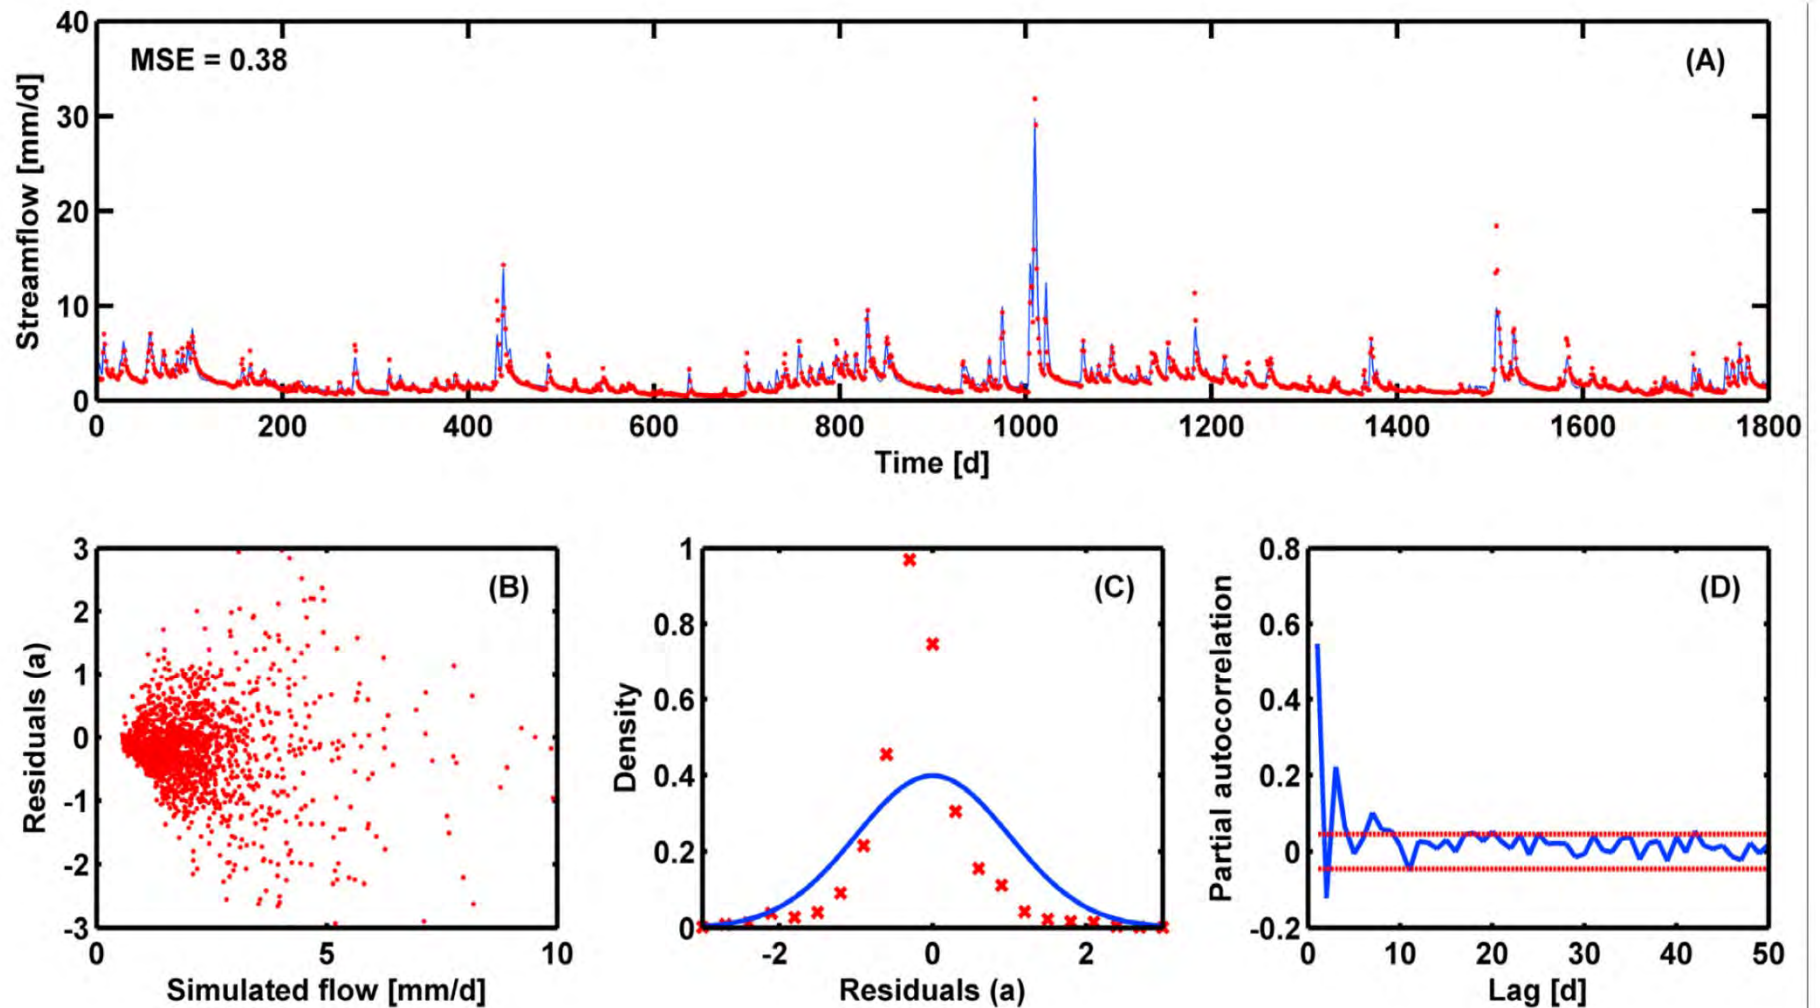 40
30
20
10
0
Streamflow [mm/d]
MSE = 0.38
(A)
0 200 400 600 800 1000 1200 1400 1600 1800
Time [d]
3
2
1
0
-1
-2
-3
Residuals (a)
(B)
0 5 10
Simulated flow [mm/d]
1
0.8
0.6
0.4
0.2
0
Density
(C)
-2 0 2
Residuals (a)
0.8
0.6
0.4
0.2
0
-0.2
Partial autocorrelation
(D)
0 10 20 30 40 50
Lag [d]